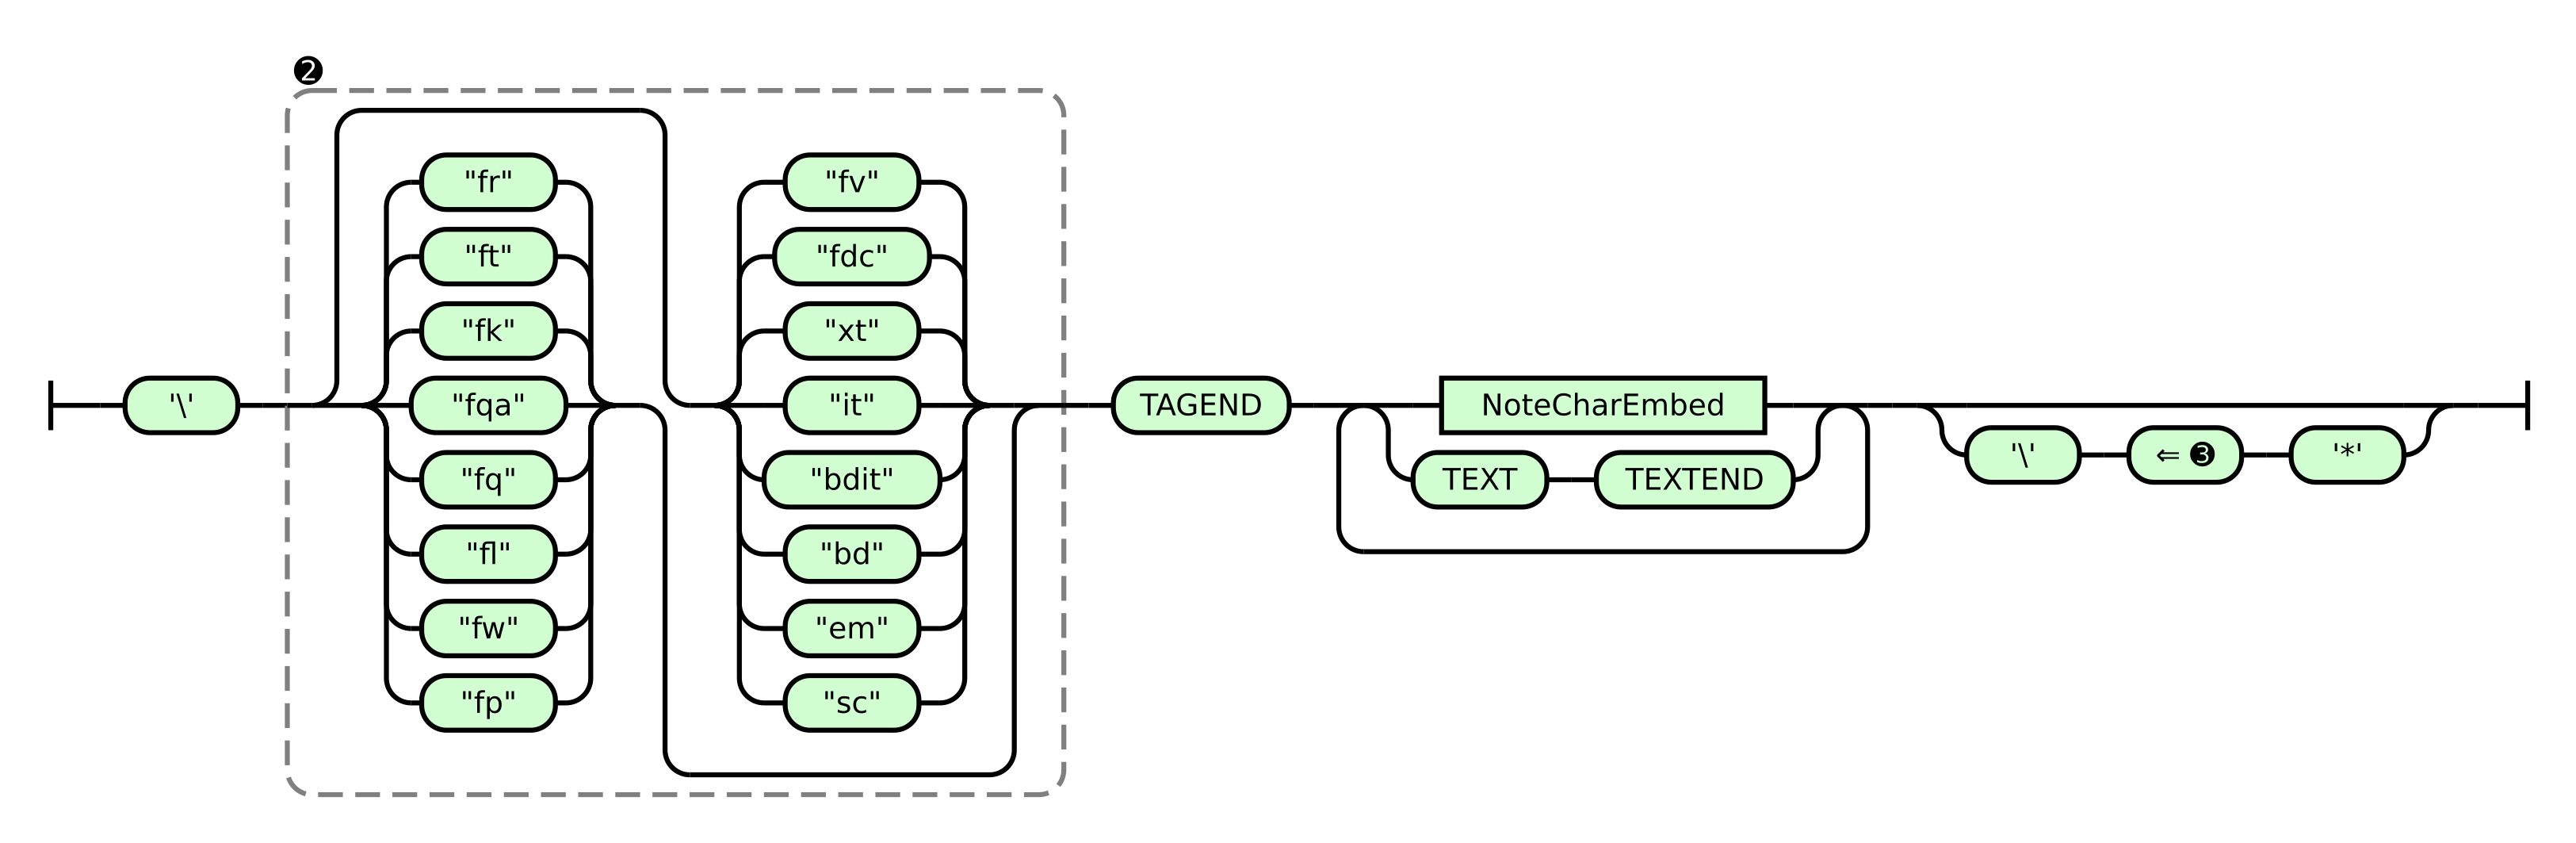 ❷
'\'
"fr"
"ft"
"fk"
"fqa"
"fq"
"fl"
"fw"
"fp"
"fv"
"fdc"
"xt"
"it"
"bdit"
"bd"
"em"
"sc"
TAGEND
NoteCharEmbed
TEXT
TEXTEND
'\'
⇐ ❸
'*'